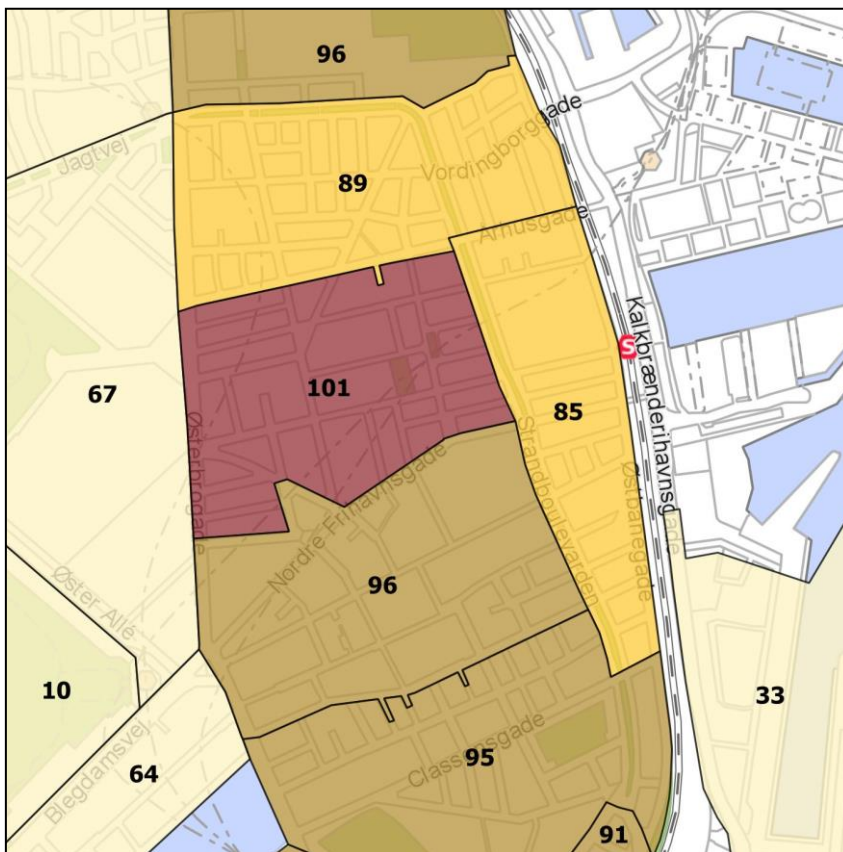 96
Jagtvej
Vordingborggade
89
Århusgade
S
67
101
85
Kalkbrænderihavnsgade
Østerbrogade
Strandboulevarden
Østbanegade
Nordre Frihavnsgade
96
Øster Allé
10
33
64
Blegdamsvej
Classensgade
95
91